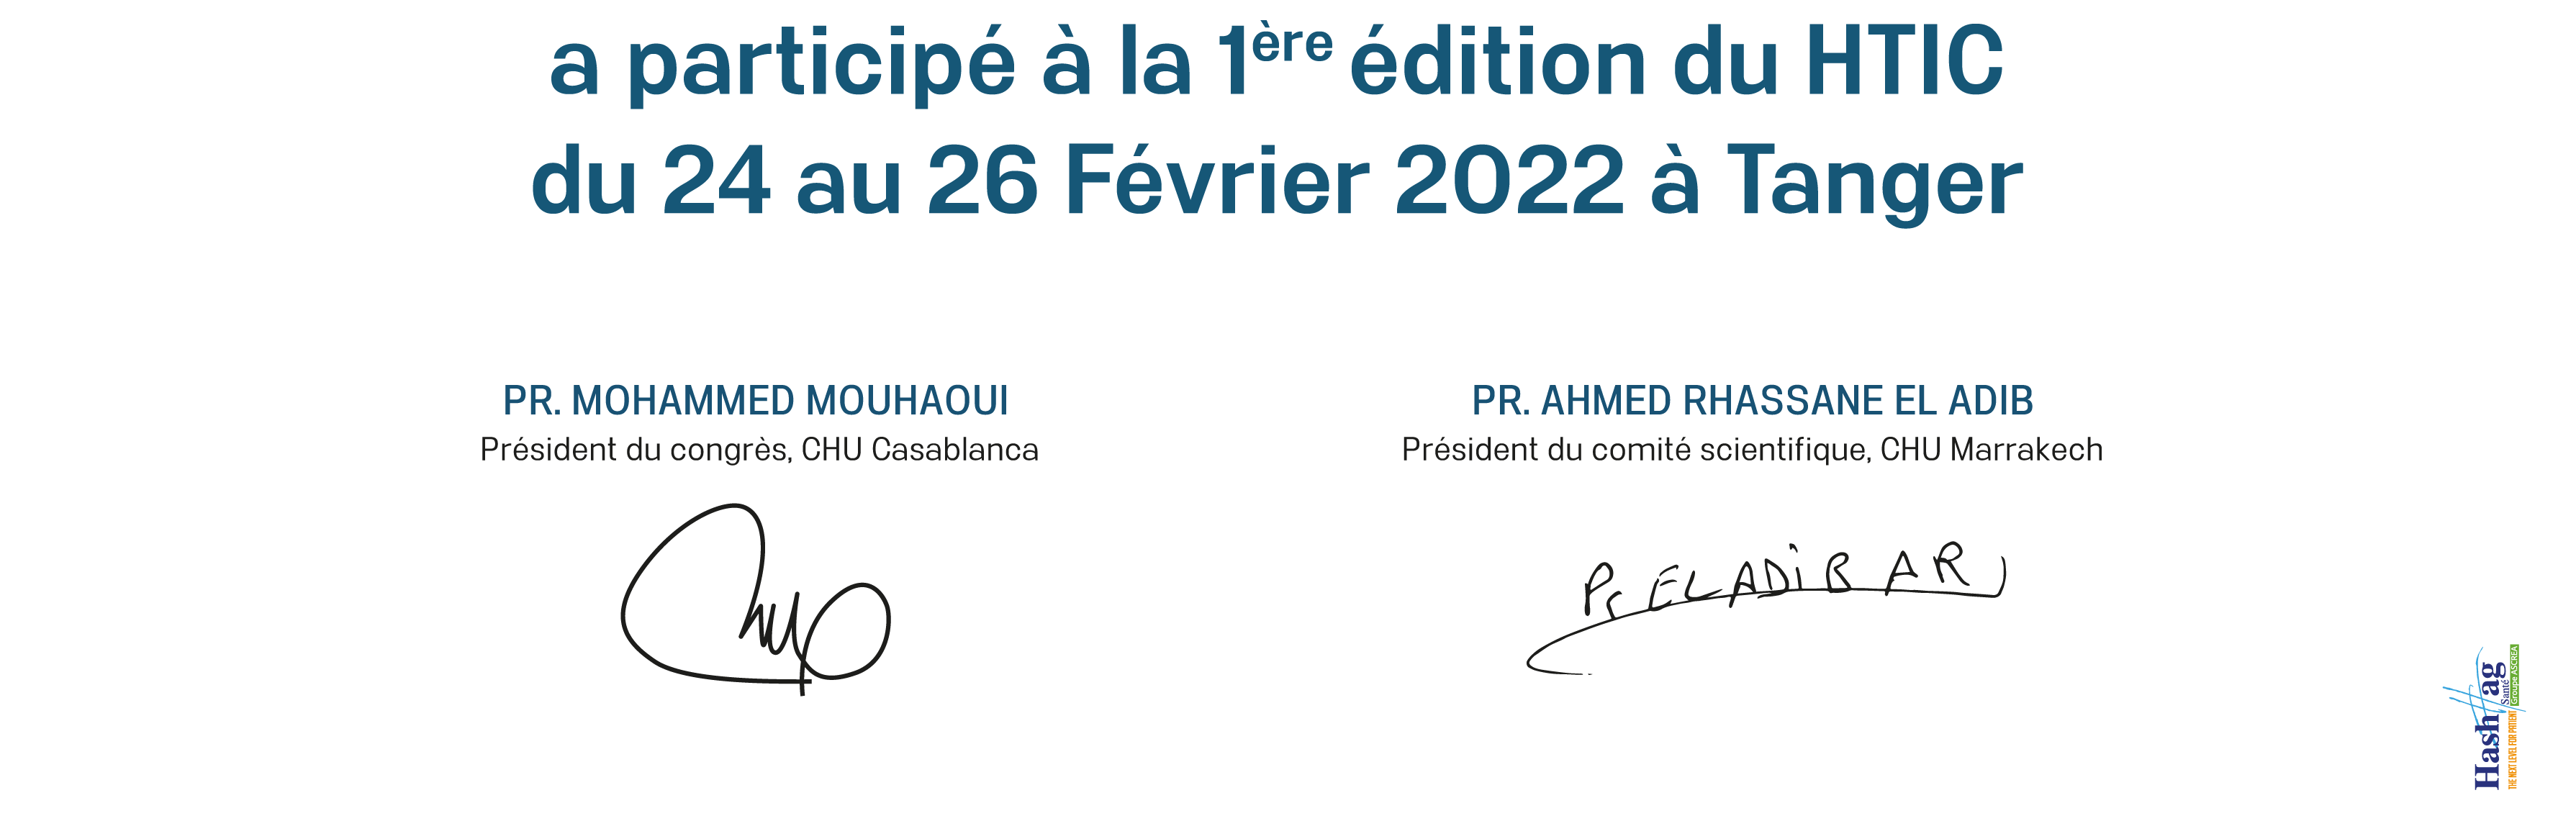 a participé à la 1ère édition du HTIC
du 24 au 26 Février 2022 à Tanger
PR. MOHAMMED MOUHAOUI
Président du congrès, CHU Casablanca
PR. AHMED RHASSANE EL ADIB
Président du comité scientifique, CHU Marrakech
Pr EL ADiB AR
Hashtag
Santé
THE NEXT LEVEL FOR PATIENT
Groupe ASCREA